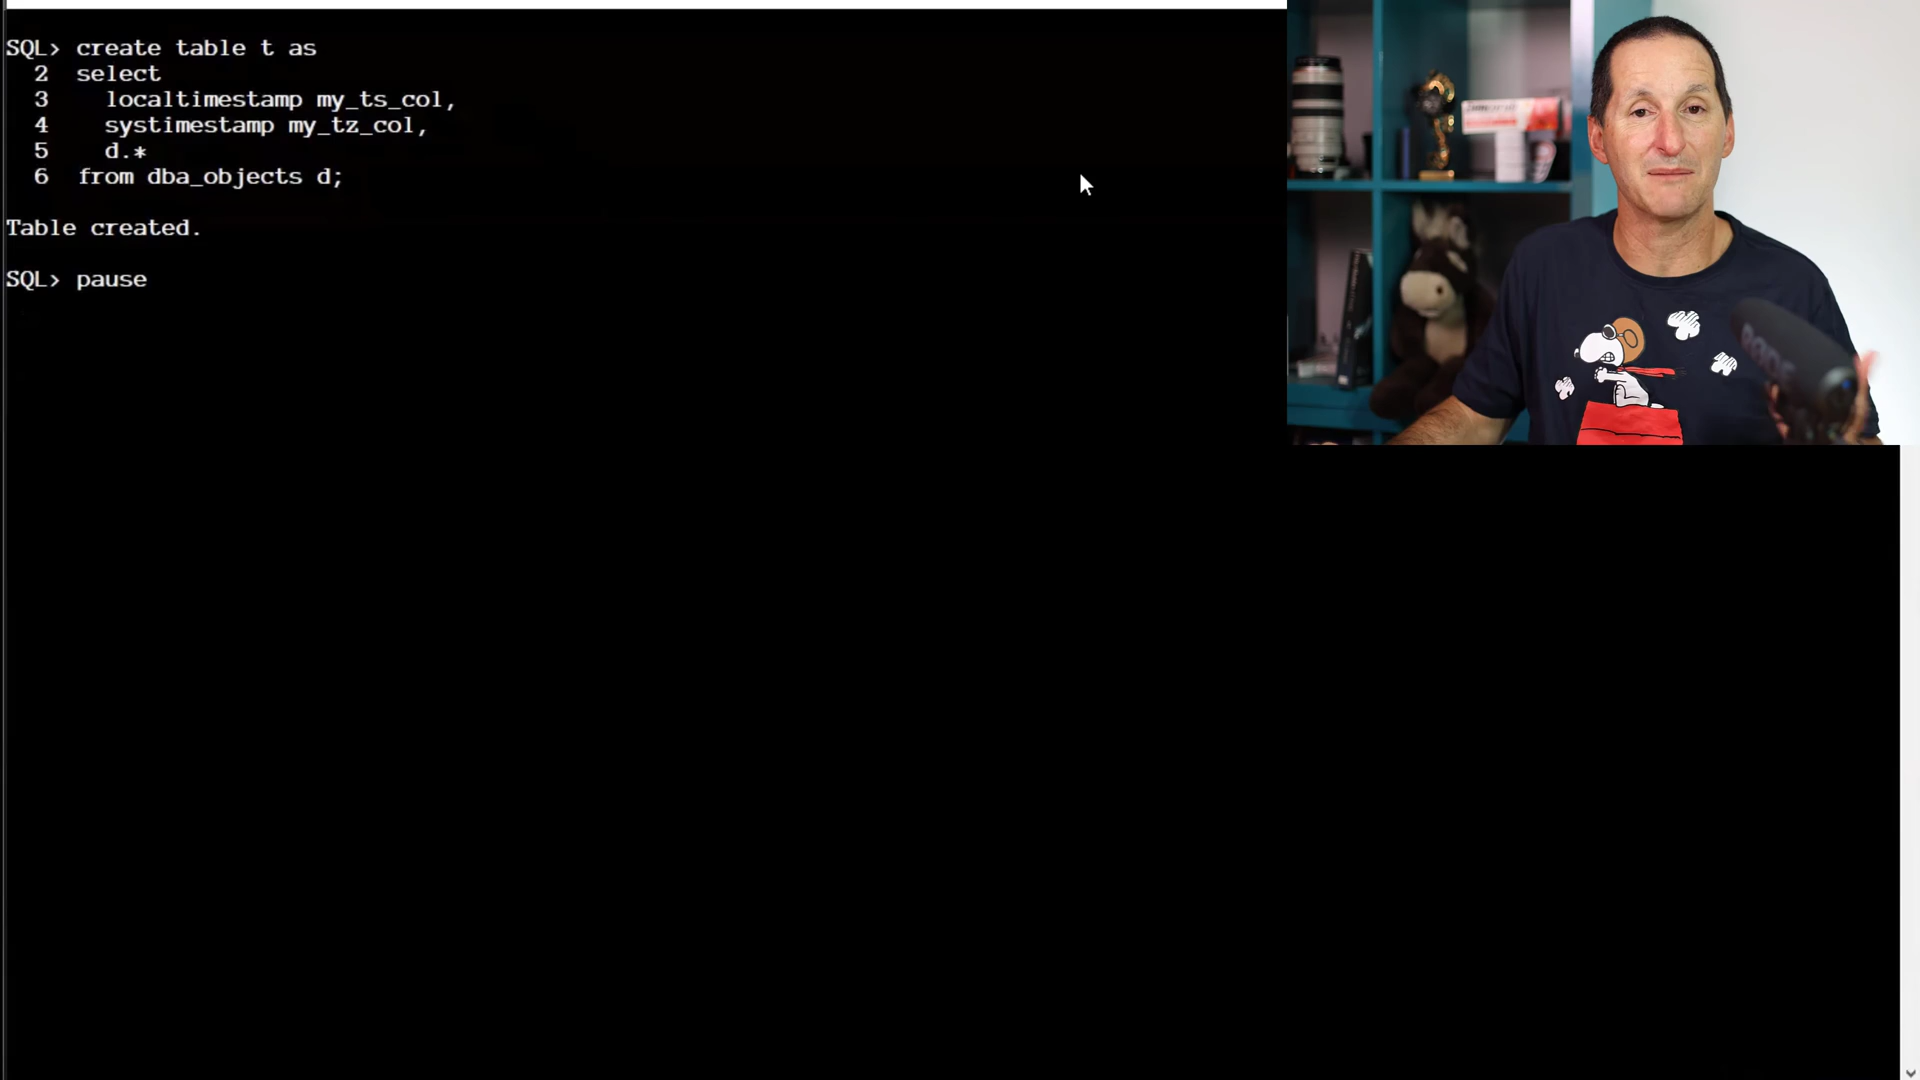 SQL> create table t as
  2  select
  3    localtimestamp my_ts_col,
  4    systimestamp my_tz_col,
  5    d.*
  6  from dba_objects d;
Table created.
SQL> pause
RODE